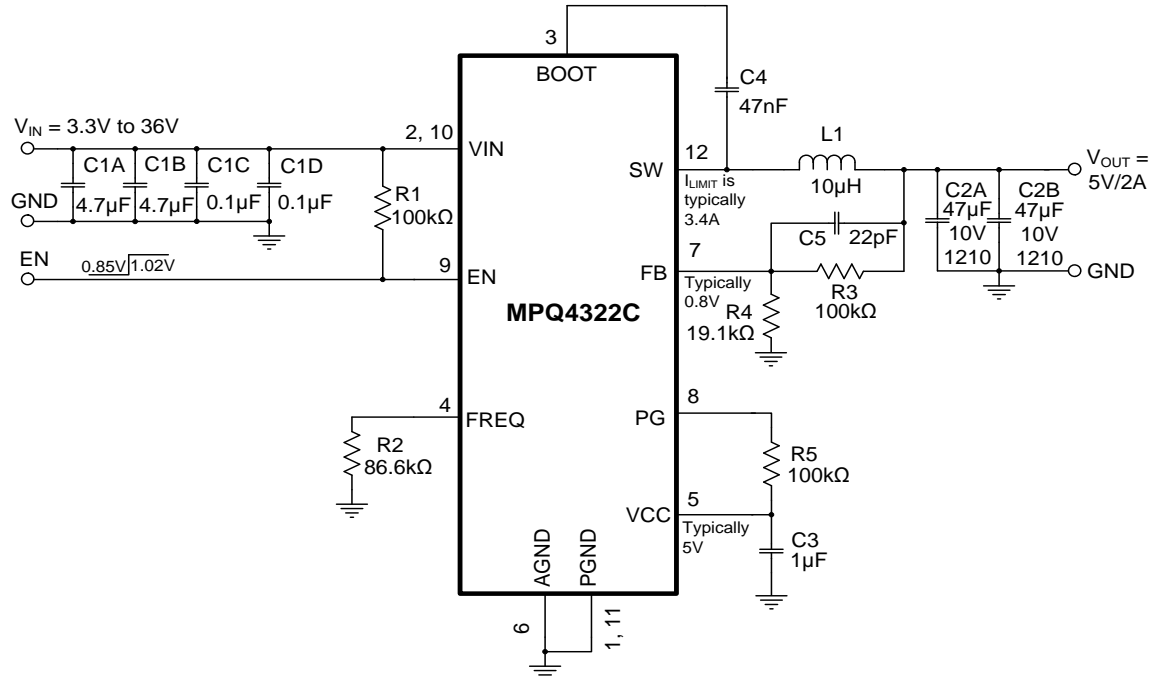 3
BOOT
C4
47nF
VIN = 3.3V to 36V
2, 10
VIN
C1A
C1B
C1C
C1D
4.7µF
4.7µF
0.1µF
0.1µF
GND
R1
100kΩ
EN
0.85V
1.02V
9
EN
SW
12
ILIMIT is
typically
3.4A
L1
10µH
VOUT =
5V/2A
C2A
47µF
10V
1210
C2B
47µF
10V
1210
GND
C5
22pF
7
FB
Typically
0.8V
R3
100kΩ
R4
19.1kΩ
MPQ4322C
4
FREQ
R2
86.6kΩ
8
PG
R5
100kΩ
5
VCC
Typically
5V
C3
1µF
AGND
PGND
6
1, 11